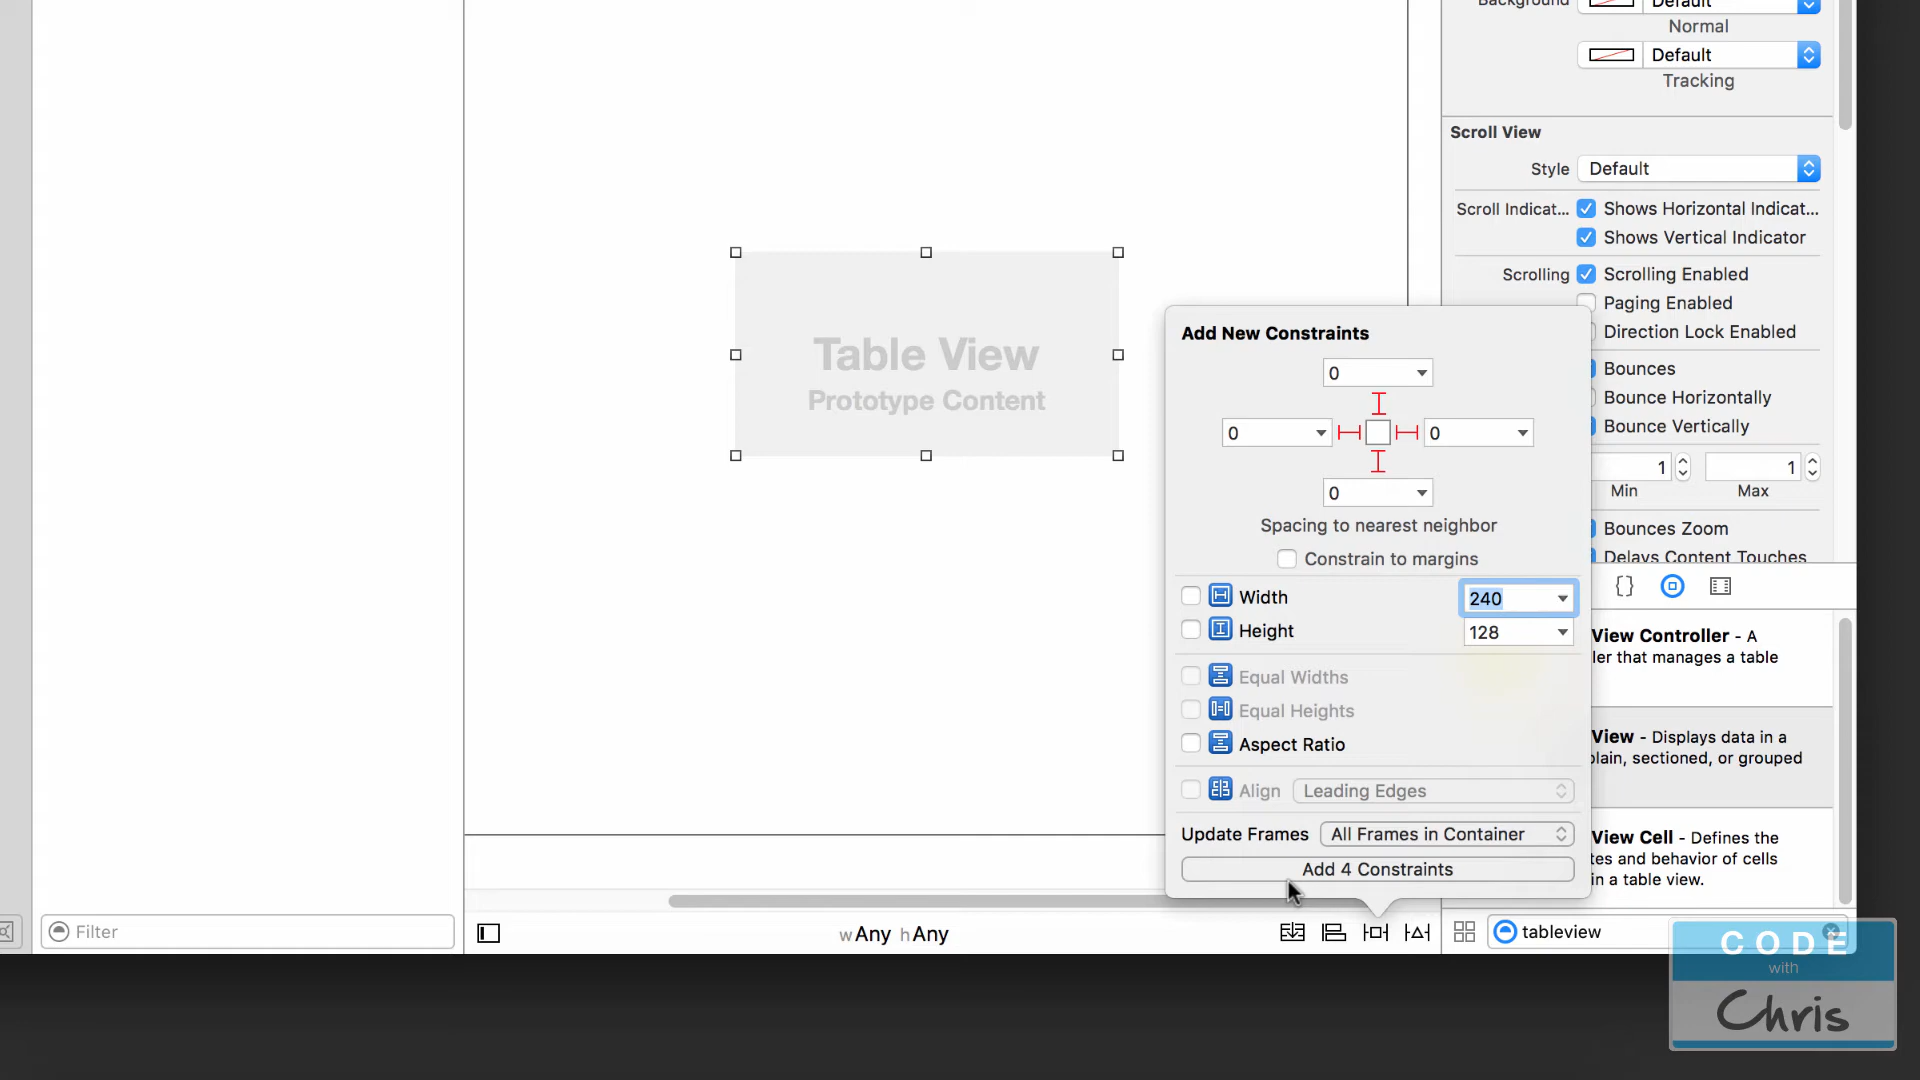 Background
Default
Normal
Default
Tracking
Scroll View
Style
Default
Scroll Indicat...
Shows Horizontal Indicat...
Shows Vertical Indicator
Scrolling
Scrolling Enabled
Paging Enabled
Direction Lock Enabled
Bounces
Bounce Horizontally
Bounce Vertically
1
1
Min
Max
Bounces Zoom
Delays Content Touches
Table View
Prototype Content
Add New Constraints
0
0
0
0
Spacing to nearest neighbor
Constrain to margins
Width
240
Height
128
Equal Widths
Equal Heights
Aspect Ratio
Align
Leading Edges
Update Frames
All Frames in Container
Add 4 Constraints
{}
View Controller - A
ler that manages a table
View - Displays data in a
plain, sectioned, or grouped
View Cell - Defines the
tes and behavior of cells
in a table view.
Filter
wAny hAny
tableview
CODE
with
Chris